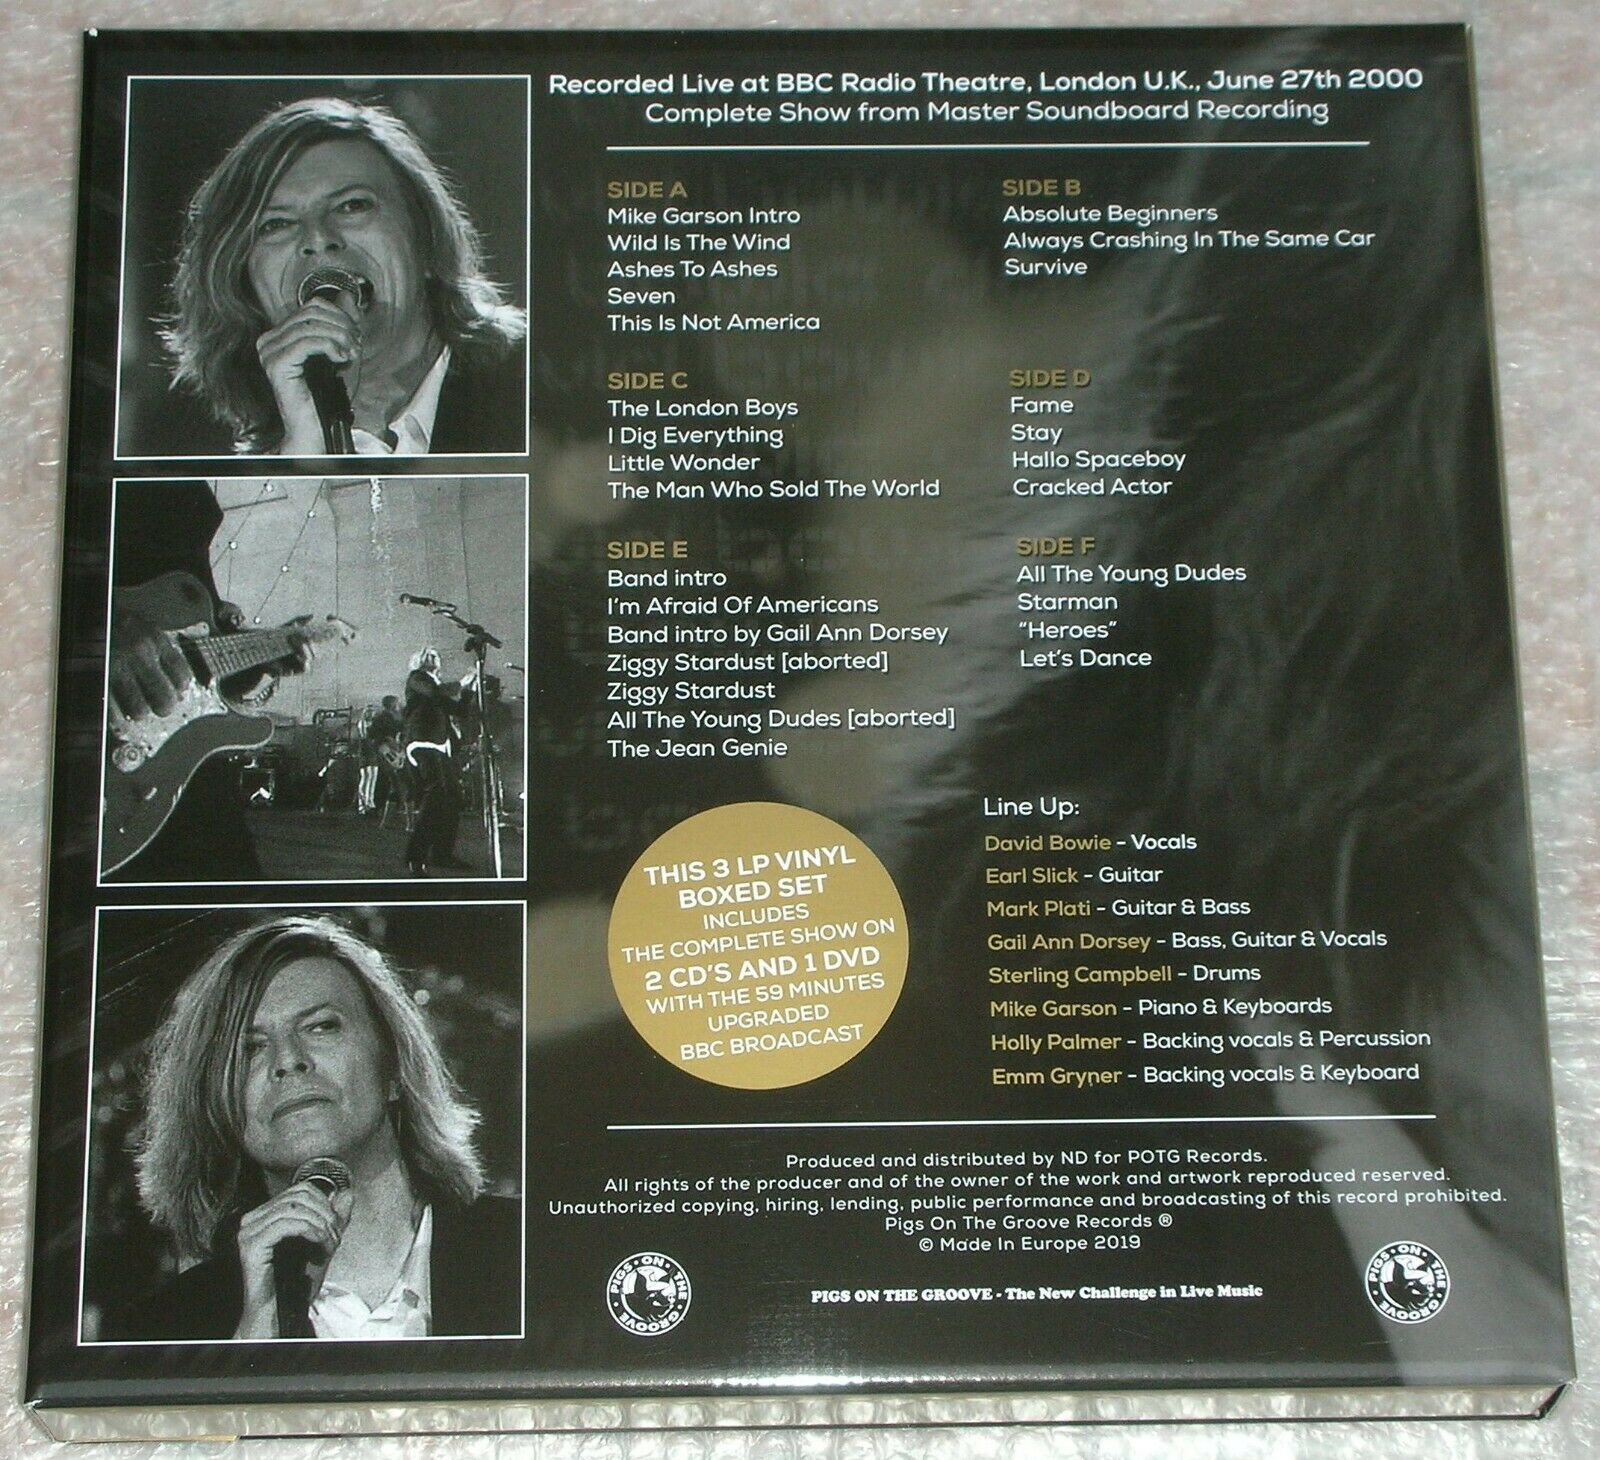 Recorded Live at BBC Radio Theatre, London U.K., June 27th 2000
Complete Show from Master Soundboard Recording
SIDE A
Mike Garson Intro
Wild Is The Wind
Ashes To Ashes
Seven
This Is Not America
SIDE B
Absolute Beginners
Always Crashing In The Same Car
Survive
SIDE C
The London Boys
I Dig Everything
Little Wonder
The Man Who Sold The World
SIDE D
Fame
Stay
Hallo Spaceboy
Cracked Actor
SIDE E
Band intro
I'm Afraid Of Americans
Band intro by Gail Ann Dorsey
Ziggy Stardust [aborted]
Ziggy Stardust
All The Young Dudes [aborted]
The Jean Genie
SIDE F
All The Young Dudes
Starman
"Heroes"
Let's Dance
THIS 3 LP VINYL
BOXED SET
INCLUDES
THE COMPLETE SHOW ON
2 CD'S AND 1 DVD
WITH THE 59 MINUTES
UPGRADED
BBC BROADCAST
Line Up:
David Bowie - Vocals
Earl Slick - Guitar
Mark Plati - Guitar & Bass
Gail Ann Dorsey - Bass, Guitar & Vocals
Sterling Campbell - Drums
Mike Garson - Piano & Keyboards
Holly Palmer - Backing vocals & Percussion
Emm Gryner - Backing vocals & Keyboard
Produced and distributed by ND for POTG Records.
All rights of the producer and of the owner of the work and artwork reproduced reserved.
Unauthorized copying, hiring, lending, public performance and broadcasting of this record prohibited.
Pigs On The Groove Records ®
© Made In Europe 2019
PIGS·ON·THE·GROOVE·
PIGS ON THE GROOVE - The New Challenge in Live Music
PIGS·ON·THE·GROOVE·